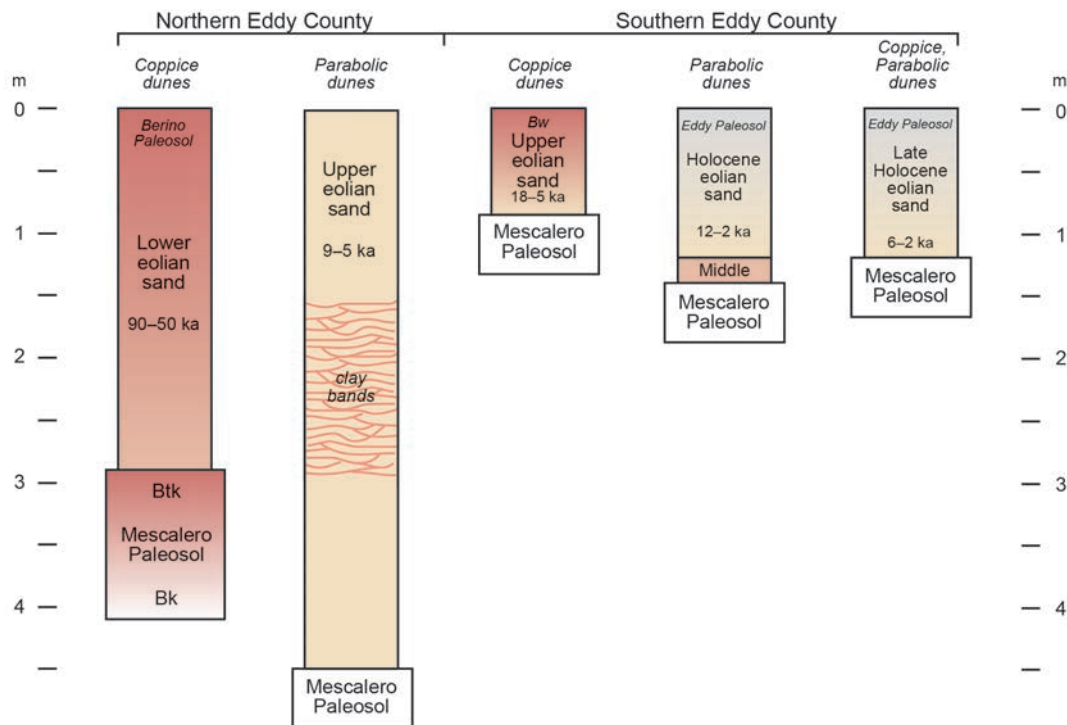 Northern Eddy County
Southern Eddy County
Coppice
dunes
Parabolic
dunes
Coppice
dunes
Parabolic
dunes
Coppice,
Parabolic
dunes
m
0
1
2
3
4
Berino
Paleosol
Lower
eolian
sand
90–50 ka
Btk
Mescalero
Paleosol
Bk
Upper
eolian
sand
9–5 ka
clay
bands
Mescalero
Paleosol
Bw
Upper
eolian
sand
18–5 ka
Mescalero
Paleosol
Eddy Paleosol
Holocene
eolian
sand
12–2 ka
Middle
Mescalero
Paleosol
Eddy Paleosol
Late
Holocene
eolian
sand
6–2 ka
Mescalero
Paleosol
m
0
1
2
3
4